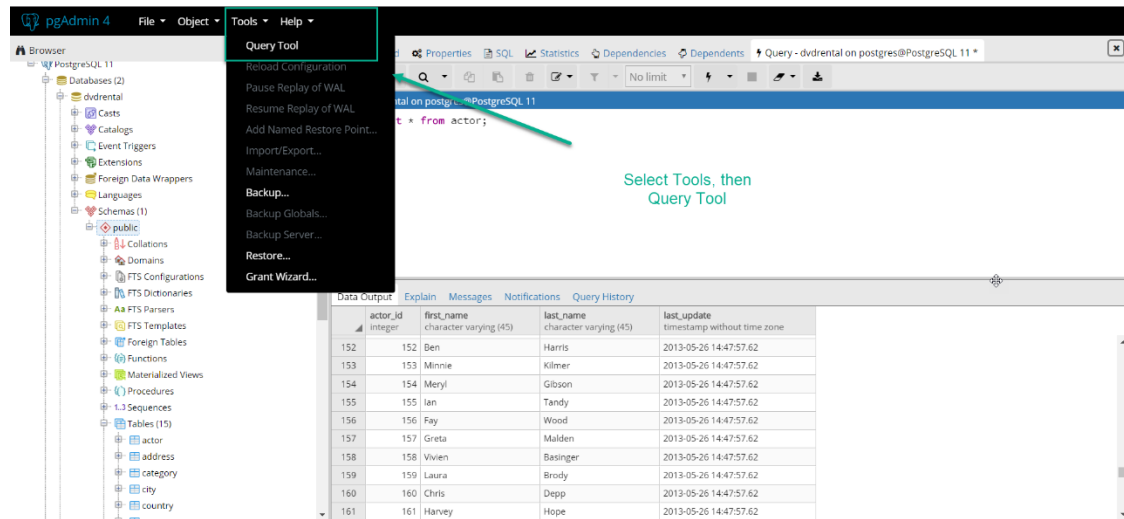 pgAdmin 4 File Object Tools Help
Browser
Properties SQL Statistics Dependencies Dependents Query - dvdrental on postgres@PostgreSQL 11 *
Query Tool
Reload Configuration
Pause Replay of WAL
Resume Replay of WAL
Add Named Restore Point...
Import/Export...
Maintenance...
Backup...
Backup Globals...
Backup Server...
Restore...
Grant Wizard...
PostgreSQL 11
Databases (2)
dvdrental
Casts
Catalogs
Event Triggers
Extensions
Foreign Data Wrappers
Languages
Schemas (1)
public
Collations
Domains
FTS Configurations
FTS Dictionaries
FTS Parsers
FTS Templates
Foreign Tables
Functions
Materialized Views
Procedures
1..3 Sequences
Tables (15)
actor
address
category
city
country
No limit
on postgres@PostgreSQL 11
* from actor;
Select Tools, then
Query Tool
Data Output Explain Messages Notifications Query History
actor_id first_name last_name last_update
integer character varying (45) character varying (45) timestamp without time zone
152 152 Ben Harris 2013-05-26 14:47:57.62
153 153 Minnie Kilmer 2013-05-26 14:47:57.62
154 154 Meryl Gibson 2013-05-26 14:47:57.62
155 155 Ian Tandy 2013-05-26 14:47:57.62
156 156 Fay Wood 2013-05-26 14:47:57.62
157 157 Greta Malden 2013-05-26 14:47:57.62
158 158 Vivien Basinger 2013-05-26 14:47:57.62
159 159 Laura Brody 2013-05-26 14:47:57.62
160 160 Chris Depp 2013-05-26 14:47:57.62
161 161 Harvey Hope 2013-05-26 14:47:57.62